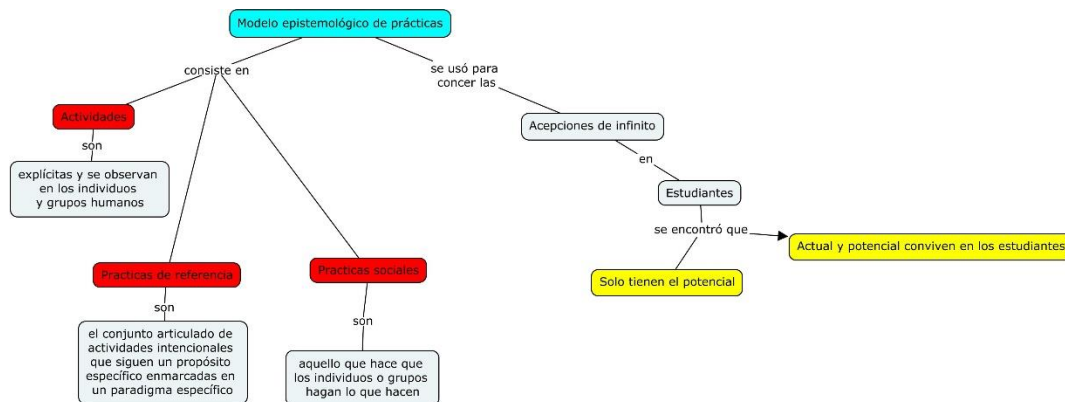 Modelo epistemológico de prácticas
consiste en
se usó para
concer las
Actividades
son
explícitas y se observan
en los individuos
y grupos humanos
Acepciones de infinito
en
Estudiantes
se encontró que
Actual y potencial conviven en los estudiantes
Solo tienen el potencial
Practicas de referencia
son
el conjunto articulado de
actividades intencionales
que siguen un propósito
específico enmarcadas en
un paradigma específico
Practicas sociales
son
aquello que hace que
los individuos o grupos
hagan lo que hacen